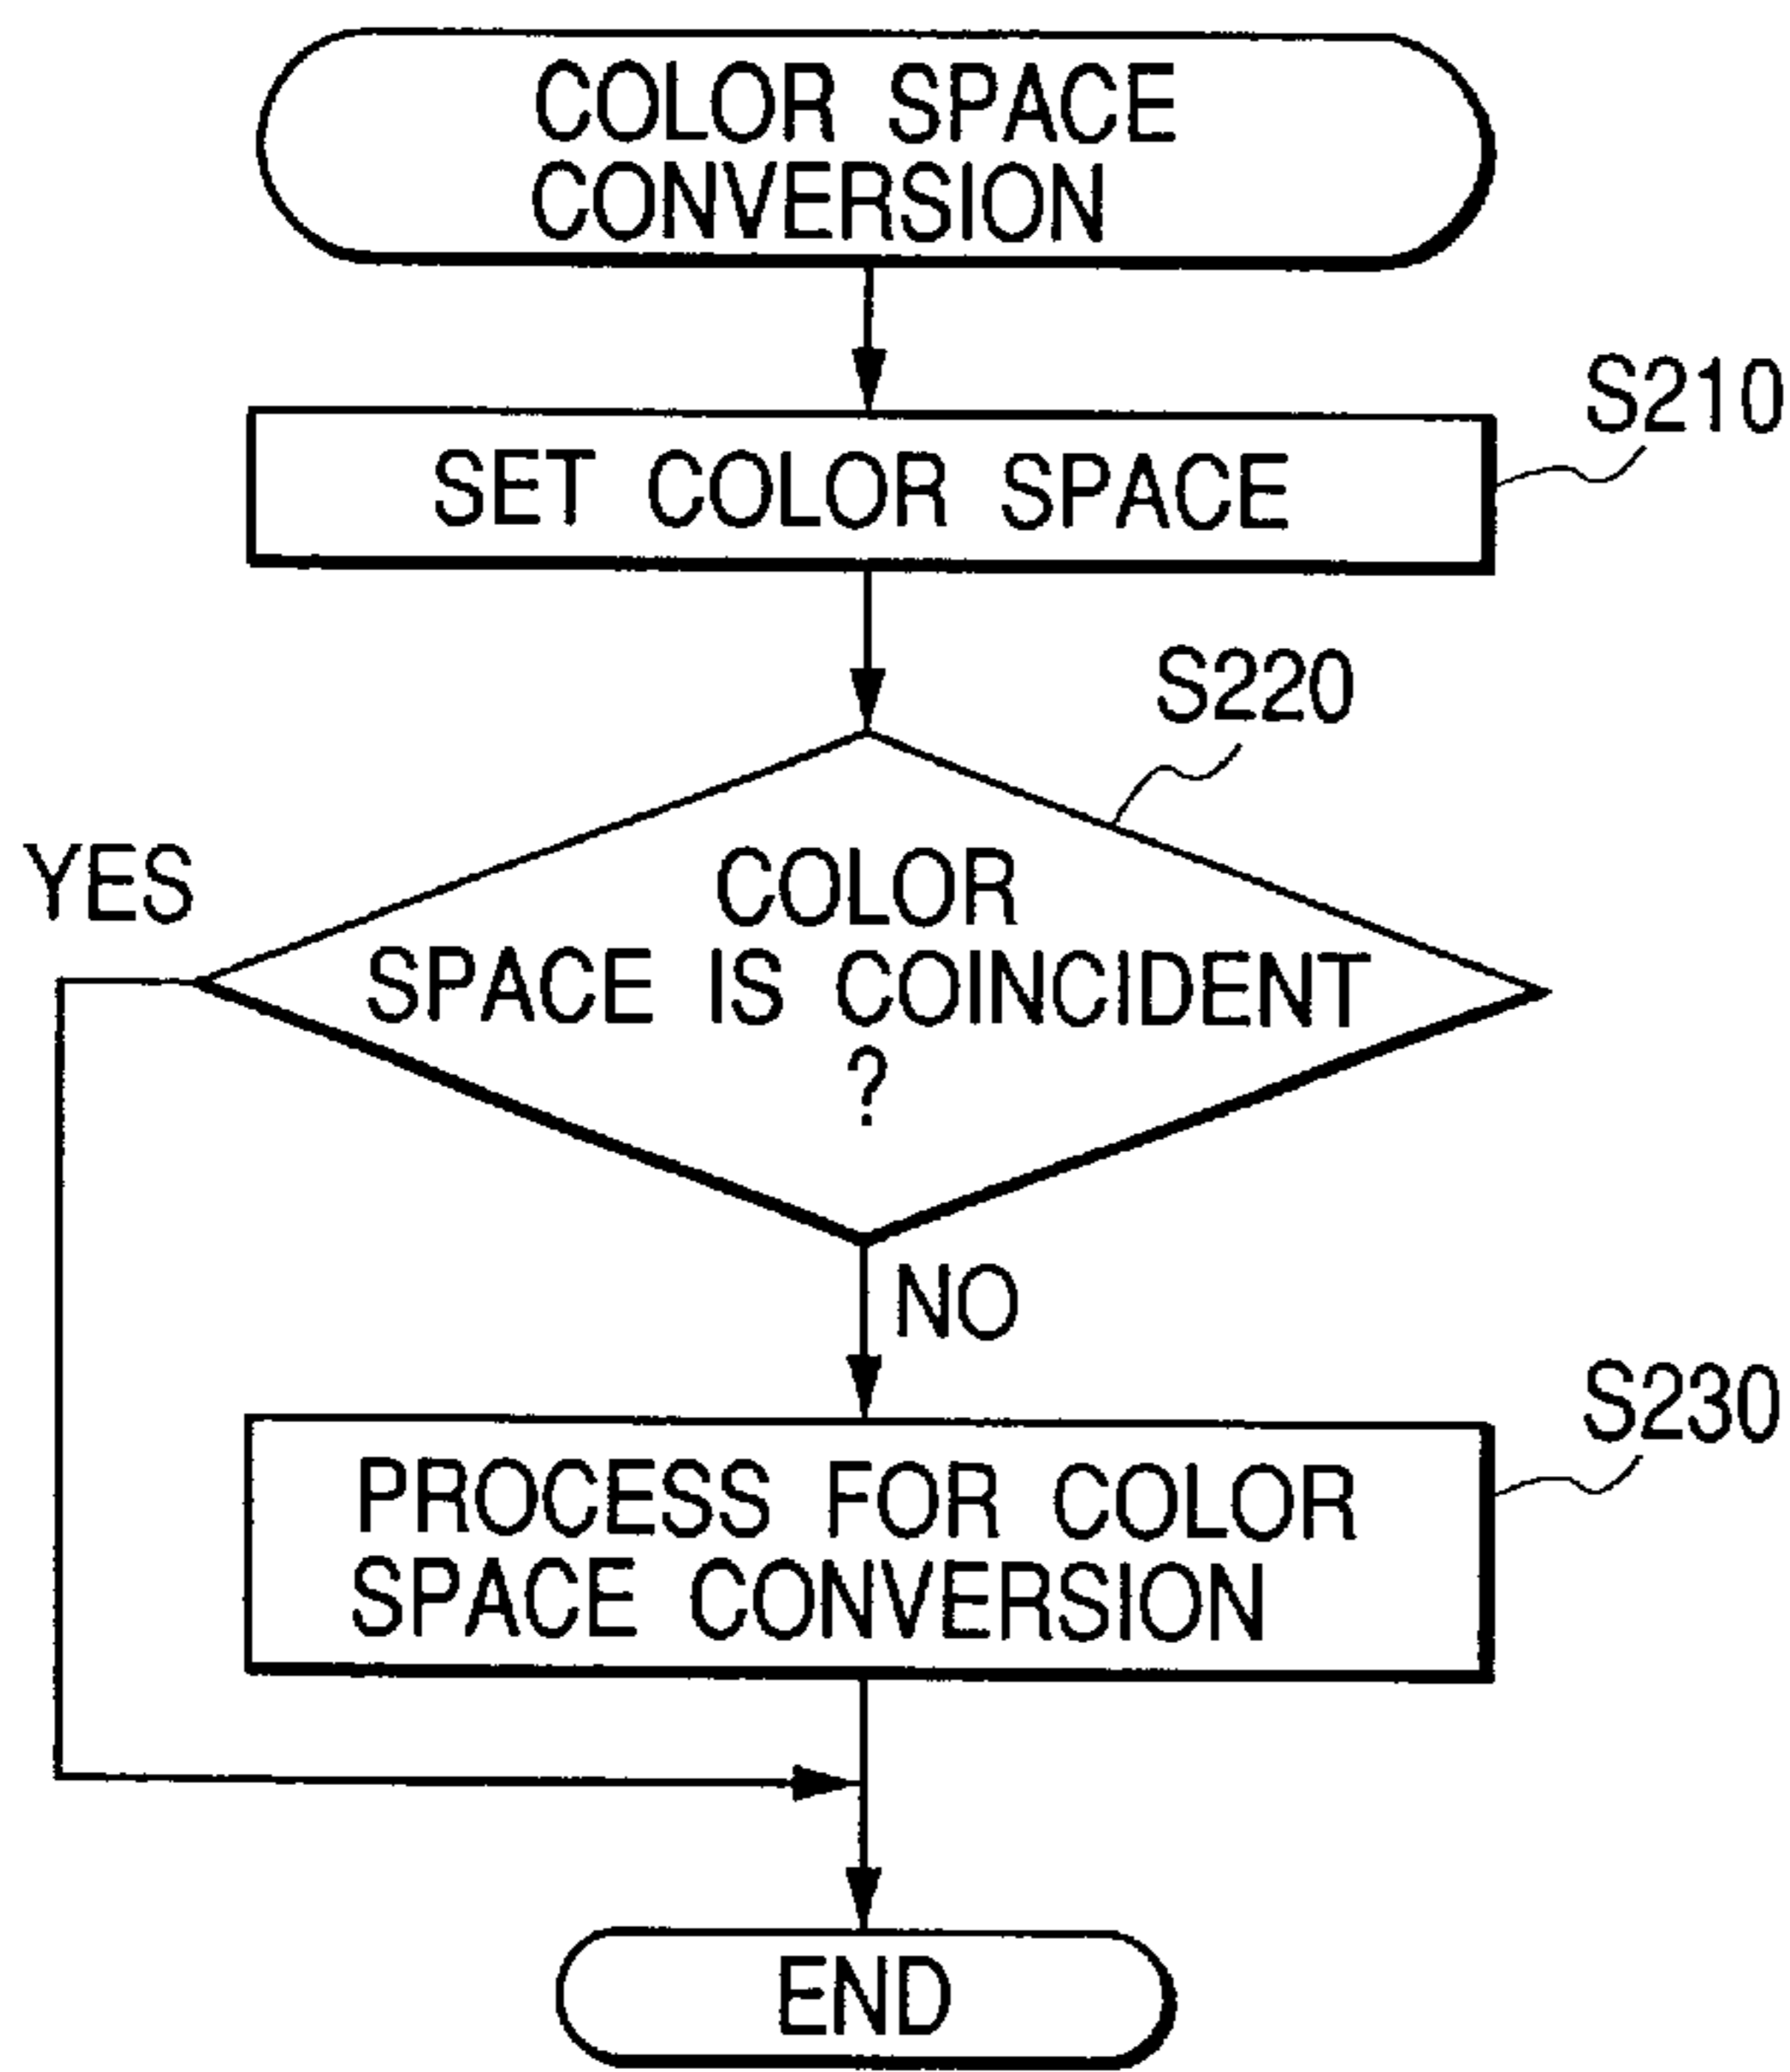 COLOR SPACE
CONVERSION
S210
SET COLOR SPACE
S220
YES
COLOR
SPACE IS COINCIDENT
?
NO
S230
PROCESS FOR COLOR
SPACE CONVERSION
END